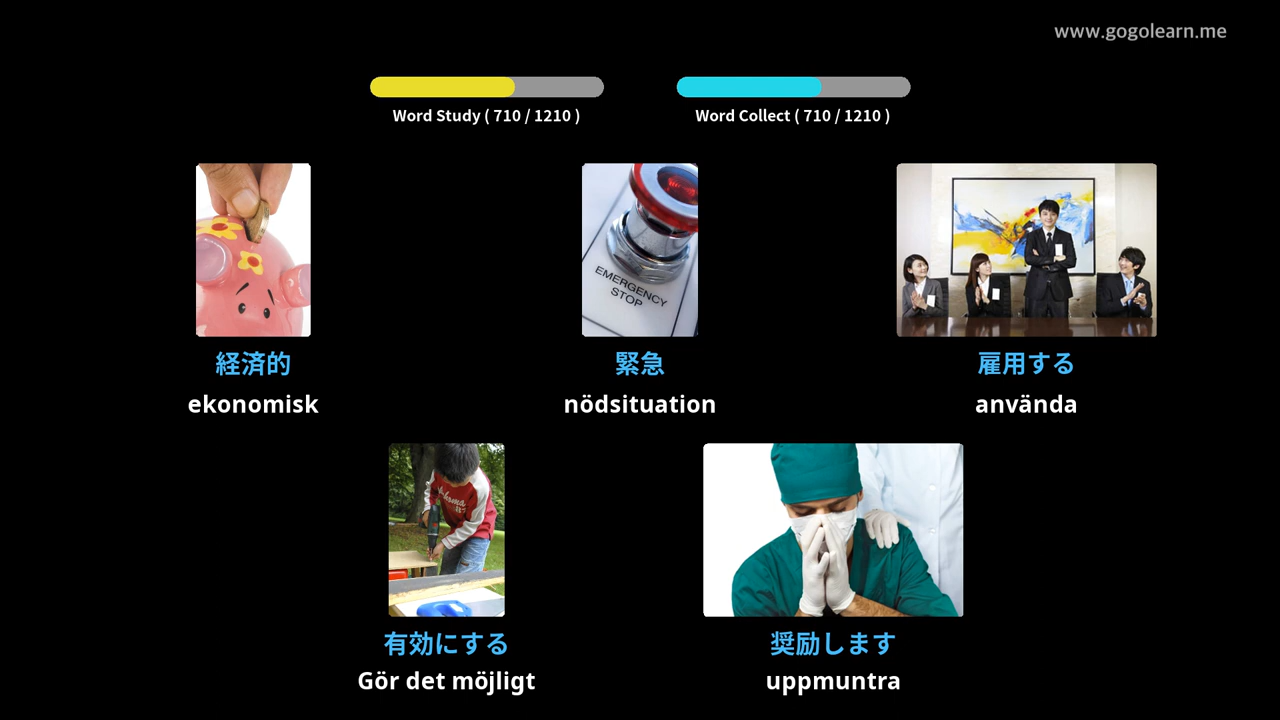 www.gogolearn.me
Word Study ( 710 / 1210 )
Word Collect ( 710 / 1210 )
EMERGENCY
STOP
経済的
緊急
雇用する
ekonomisk
nödsituation
använda
有効にする
奨励します
Gör det möjligt
uppmuntra